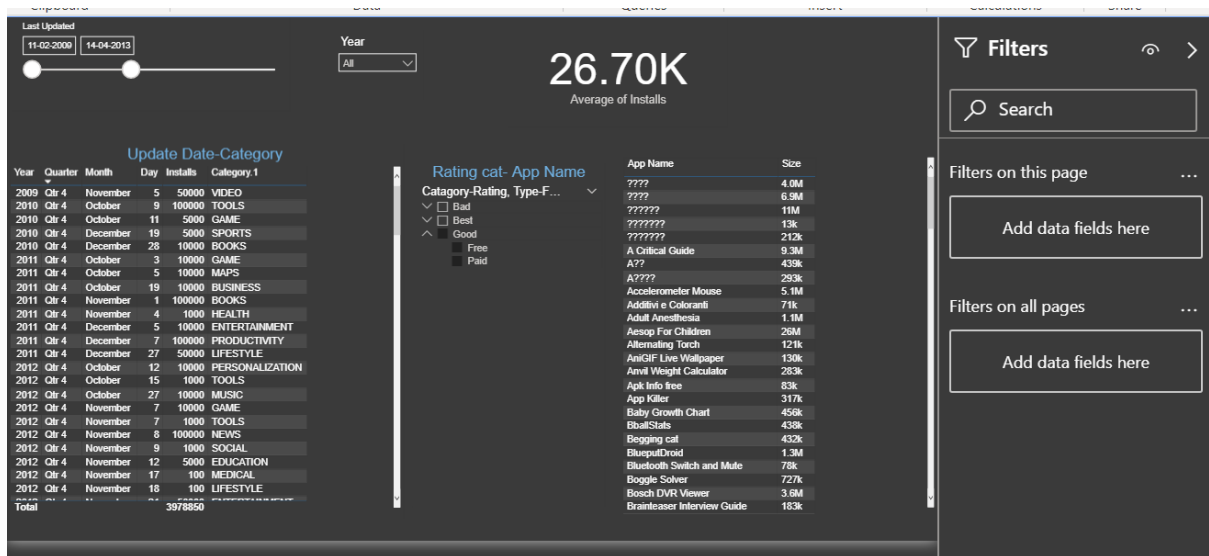 Last Updated
11-02-2009 14-04-2013
Year
All
26.70K
Average of Installs
Update Date-Category
Year Quarter Month Day Installs Category.1
2009 Qtr 4 November 5 50000 VIDEO
2010 Qtr 4 October 9 100000 TOOLS
2010 Qtr 4 October 11 5000 GAME
2010 Qtr 4 December 19 5000 SPORTS
2010 Qtr 4 December 28 10000 BOOKS
2011 Qtr 4 October 3 10000 GAME
2011 Qtr 4 October 5 10000 MAPS
2011 Qtr 4 October 19 10000 BUSINESS
2011 Qtr 4 November 1 100000 BOOKS
2011 Qtr 4 November 4 1000 HEALTH
2011 Qtr 4 December 5 10000 ENTERTAINMENT
2011 Qtr 4 December 7 100000 PRODUCTIVITY
2011 Qtr 4 December 27 50000 LIFESTYLE
2012 Qtr 4 October 12 10000 PERSONALIZATION
2012 Qtr 4 October 15 1000 TOOLS
2012 Qtr 4 October 27 10000 MUSIC
2012 Qtr 4 November 7 10000 GAME
2012 Qtr 4 November 7 1000 TOOLS
2012 Qtr 4 November 8 100000 NEWS
2012 Qtr 4 November 9 1000 SOCIAL
2012 Qtr 4 November 12 5000 EDUCATION
2012 Qtr 4 November 17 100 MEDICAL
2012 Qtr 4 November 18 100 LIFESTYLE
Total 3978850
Rating cat- App Name
Catagory-Rating, Type-F...
Bad
Best
Good
Free
Paid
App Name Size
???? 4.0M
???? 6.9M
?????? 11M
??????? 13k
??????? 212k
A Critical Guide 9.3M
A?? 439k
A???? 293k
Accelerometer Mouse 5.1M
Additivi e Coloranti 71k
Adult Anesthesia 1.1M
Aesop For Children 26M
Alternating Torch 121k
AniGIF Live Wallpaper 130k
Anvil Weight Calculator 283k
Apk Info free 83k
App Killer 317k
Baby Growth Chart 456k
BballStats 438k
Begging cat 432k
BlueputDroid 1.3M
Bluetooth Switch and Mute 78k
Boggle Solver 727k
Bosch DVR Viewer 3.6M
Brainteaser Interview Guide 183k
Filters
Search
Filters on this page ...
Add data fields here
Filters on all pages ...
Add data fields here